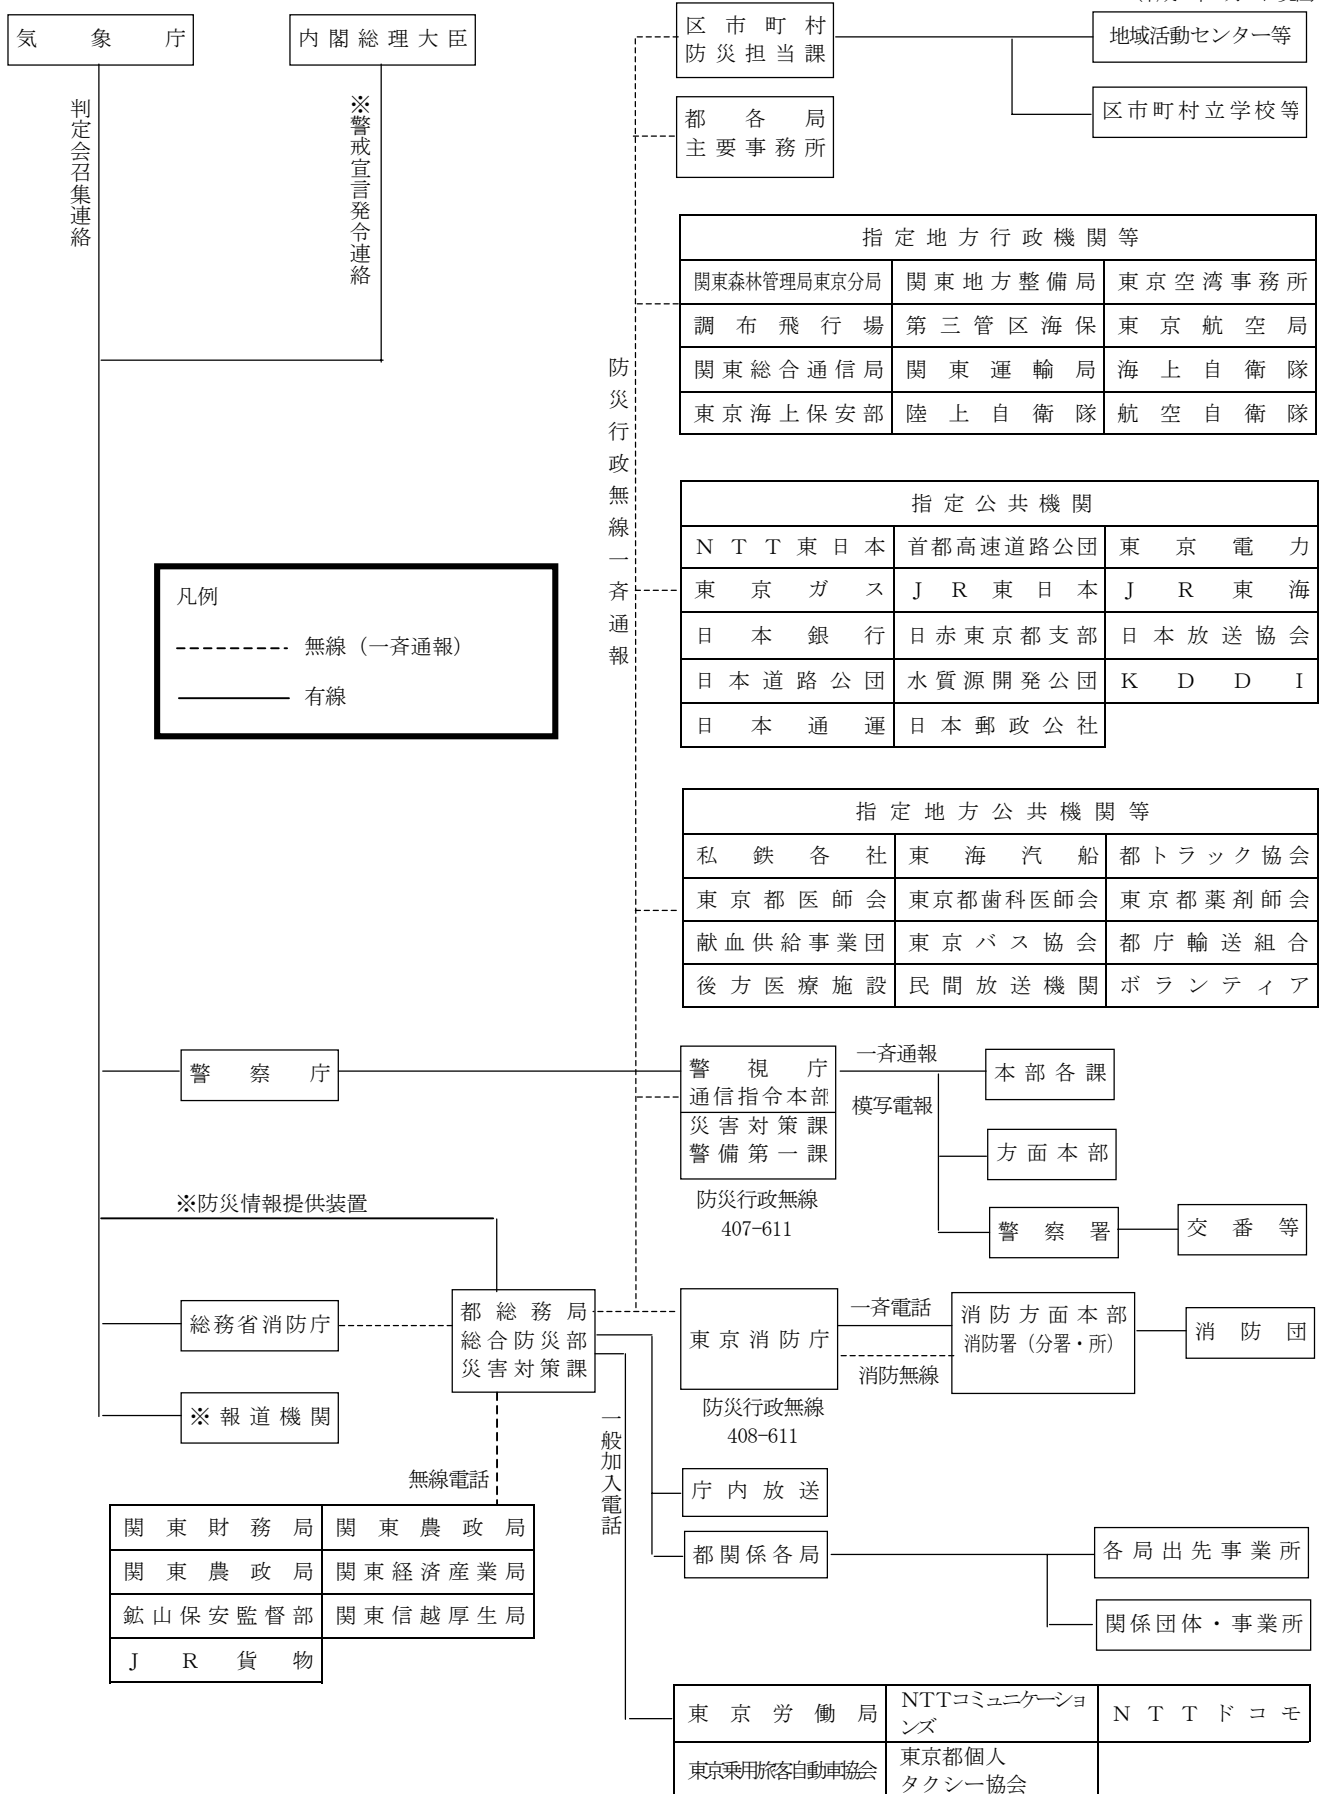 気象庁
内閣総理大臣
区市町村
防災担当課
地域活動センター等
区市町村立学校等
都各局
主要事務所
判定会召集連絡
※警戒宣言発令連絡
指定地方行政機関等
関東森林管理局東京分局 関東地方整備局 東京空湾事務所
調布飛行場 第三管区海保 東京航空局
関東総合通信局 関東運輸局 海上自衛隊
東京海上保安部 陸上自衛隊 航空自衛隊
防災行政無線一斉通報
指定公共機関
NTT東日本 首都高速道路公団 東京電力
東京ガス JR東日本 JR東海
日本銀行 日赤東京都支部 日本放送協会
日本道路公団 水質源開発公団 KDDI
日本通運 日本郵政公社
凡例
無線（一斉通報）
有線
指定地方公共機関等
私鉄各社 東海汽船 都トラック協会
東京都医師会 東京都歯科医師会 東京都薬剤師会
献血供給事業団 東京バス協会 都庁輸送組合
後方医療施設 民間放送機関 ボランティア
警察庁
警視庁
通信指令本部
災害対策課
警備第一課
防災行政無線
407-611
一斉通報
模写電報
本部各課
方面本部
警察署
交番等
※防災情報提供装置
総務省消防庁
都総務局
総合防災部
災害対策課
東京消防庁
防災行政無線
408-611
一斉電話
消防無線
消防方面本部
消防署（分署・所）
消防団
※報道機関
一般加入電話
無線電話
庁内放送
都関係各局
各局出先事業所
関係団体・事業所
関東財務局 関東農政局
関東農政局 関東経済産業局
鉱山保安監督部 関東信越厚生局
JR貨物
東京労働局 NTTコミュニケーショ
ンズ NTTドコモ
東京乗用旅客自動車協会 東京都個人
タクシー協会